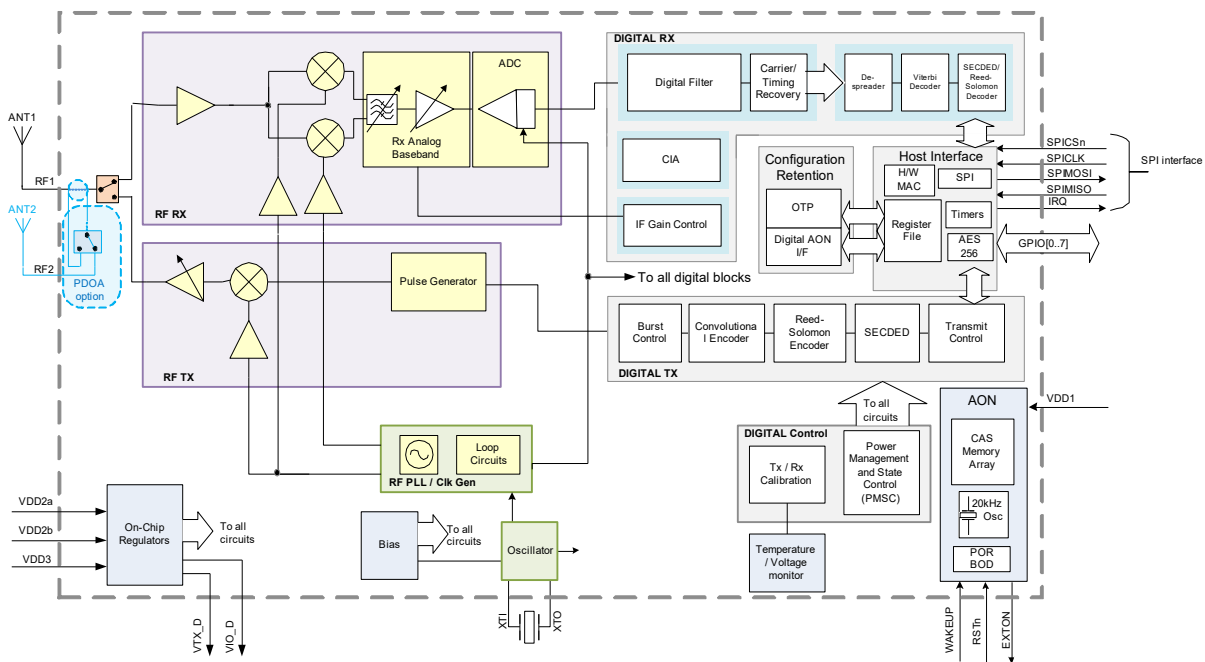 ANT1
RF1
ANT2
RF2
PDOA
option
RF RX
Rx Analog
Baseband
ADC
DIGITAL RX
Digital Filter
Carrier/
Timing
Recovery
De-
spreader
Viterbi
Decoder
SECDED/
Reed-
Solomon
Decoder
CIA
IF Gain Control
Configuration
Retention
OTP
Digital AON
I/F
Host Interface
H/W
MAC
SPI
Register
File
Timers
AES
256
SPICSn
SPICLK
SPIMOSI
SPIMISO
IRQ
SPI interface
GPIO[0..7]
To all digital blocks
Pulse Generator
RF TX
Burst
Control
Convolutiona
l Encoder
Reed-
Solomon
Encoder
SECDED
Transmit
Control
DIGITAL TX
To all
circuits
DIGITAL Control
Tx / Rx
Calibration
Power
Management
and State
Control
(PMSC)
Temperature
/ Voltage
monitor
AON
CAS
Memory
Array
20kHz
Osc
POR
BOD
VDD1
WAKEUP
RSTn
EXTON
Loop
Circuits
RF PLL / Clk Gen
Bias
To all
circuits
Oscillator
XTI
XTO
VDD2a
VDD2b
VDD3
On-Chip
Regulators
To all
circuits
VTX_D
VIO_D